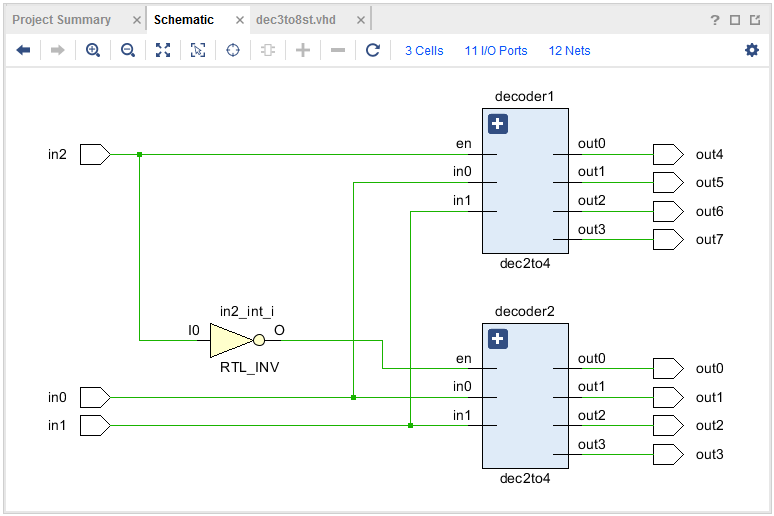 Project Summary × Schematic × dec3to8st.vhd ×
3 Cells 11 I/O Ports 12 Nets
decoder1
in2
en
in0
in1
out0
out1
out2
out3
out4
out5
out6
out7
dec2to4
in2_int_i
I0
O
RTL_INV
decoder2
in0
in1
en
in0
in1
out0
out1
out2
out3
out0
out1
out2
out3
dec2to4